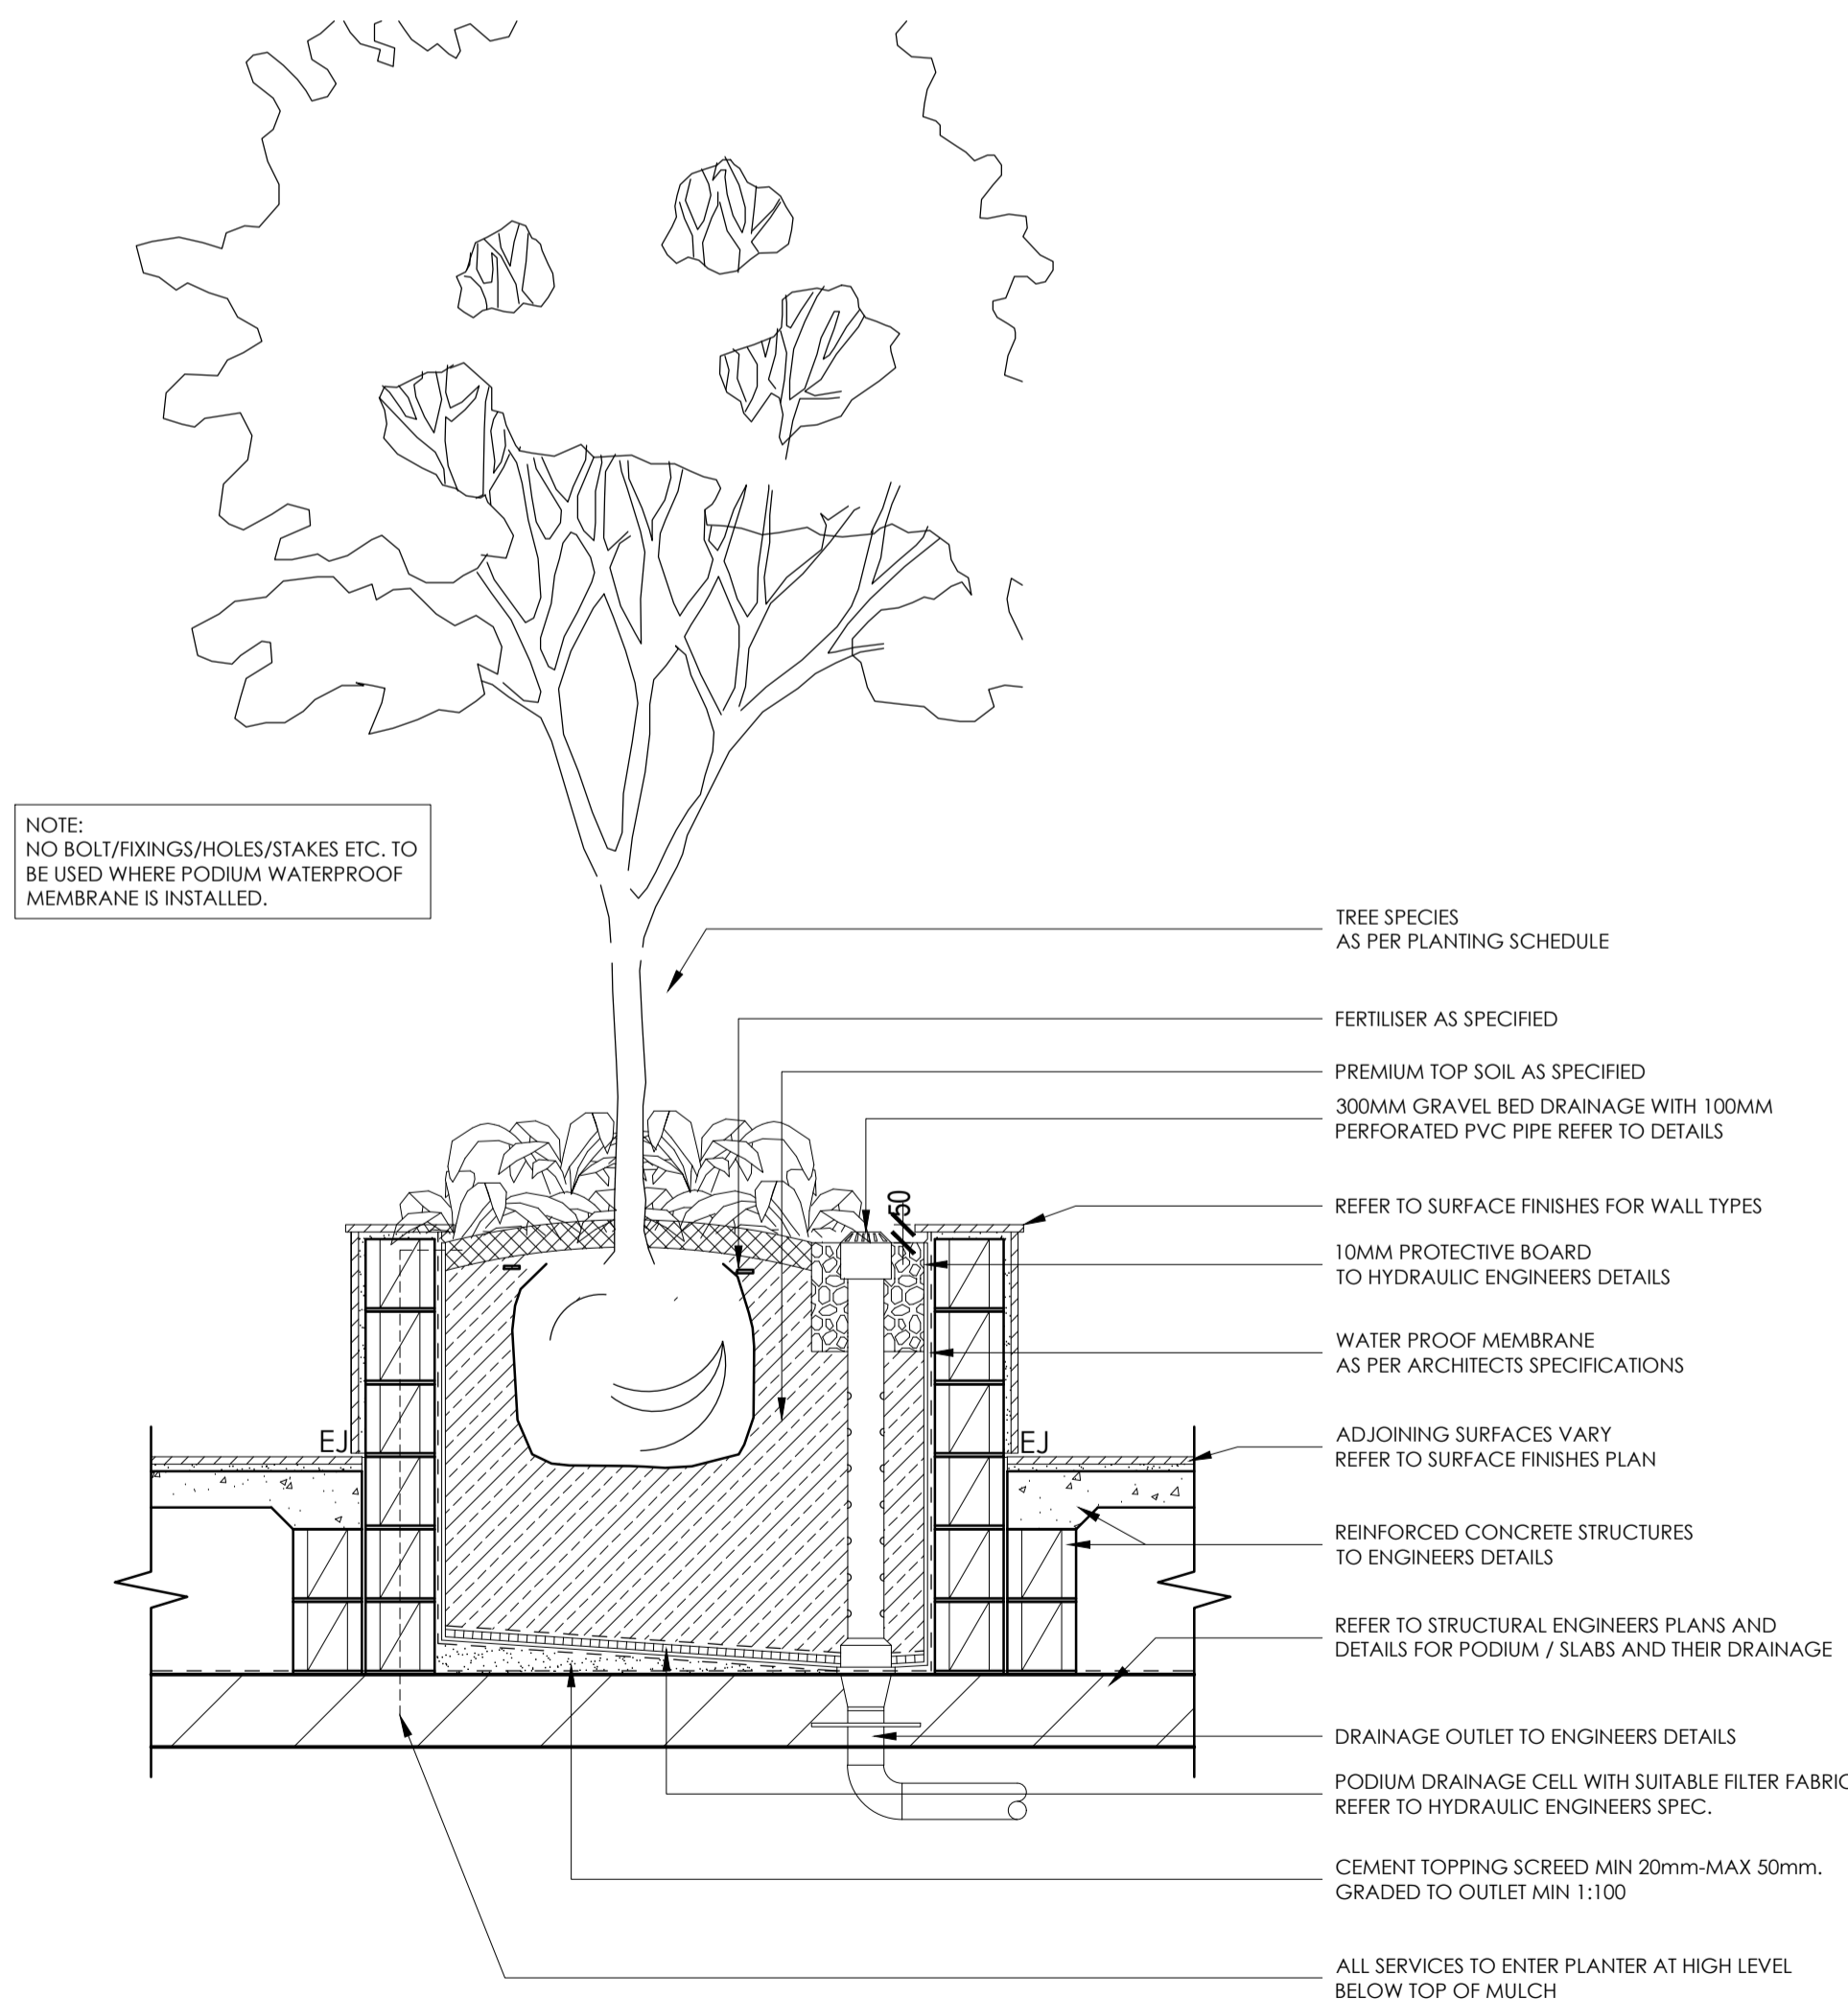 NOTE:
NO BOLT/FIXINGS/HOLES/STAKES ETC. TO
BE USED WHERE PODIUM WATERPROOF
MEMBRANE IS INSTALLED.
TREE SPECIES
AS PER PLANTING SCHEDULE
FERTILISER AS SPECIFIED
PREMIUM TOP SOIL AS SPECIFIED
300MM GRAVEL BED DRAINAGE WITH 100MM
PERFORATED PVC PIPE REFER TO DETAILS
50
REFER TO SURFACE FINISHES FOR WALL TYPES
10MM PROTECTIVE BOARD
TO HYDRAULIC ENGINEERS DETAILS
WATER PROOF MEMBRANE
AS PER ARCHITECTS SPECIFICATIONS
EJ
EJ
ADJOINING SURFACES VARY
REFER TO SURFACE FINISHES PLAN
REINFORCED CONCRETE STRUCTURES
TO ENGINEERS DETAILS
REFER TO STRUCTURAL ENGINEERS PLANS AND
DETAILS FOR PODIUM / SLABS AND THEIR DRAINAGE
DRAINAGE OUTLET TO ENGINEERS DETAILS
PODIUM DRAINAGE CELL WITH SUITABLE FILTER FABRIC
REFER TO HYDRAULIC ENGINEERS SPEC.
CEMENT TOPPING SCREED MIN 20mm-MAX 50mm.
GRADED TO OUTLET MIN 1:100
ALL SERVICES TO ENTER PLANTER AT HIGH LEVEL
BELOW TOP OF MULCH